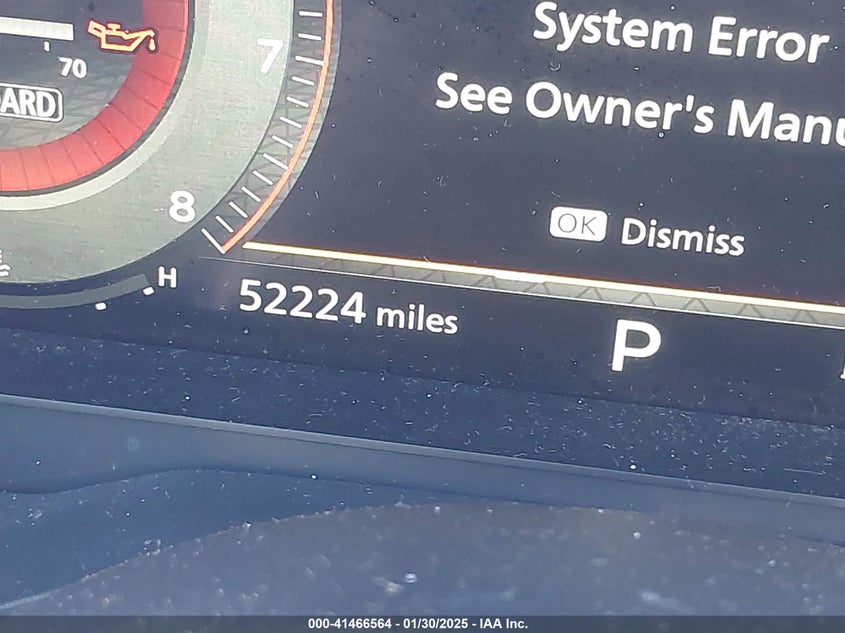 System Error
See Owner's Manu
7
70
ARD
8
OK Dismiss
H
52224 miles
P
000-41466564 - 01/30/2025 - IAA Inc.